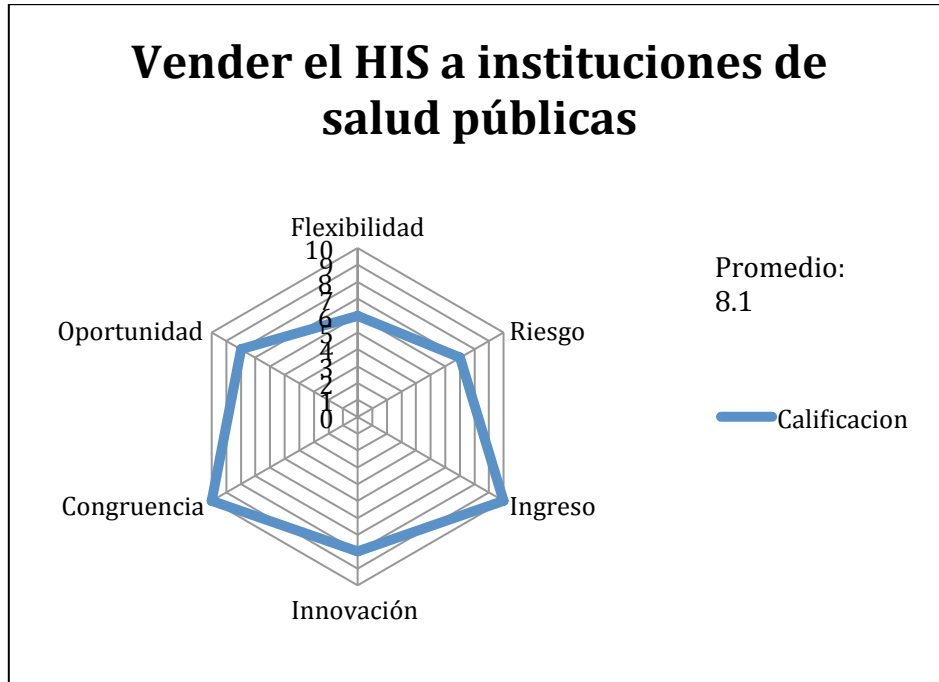 Vender el HIS a instituciones de
salud públicas
Flexibilidad
10
9
8
7
6
5
4
3
2
1
0
Oportunidad
Riesgo
Congruencia
Ingreso
Innovación
Promedio:
8.1
Calificacion